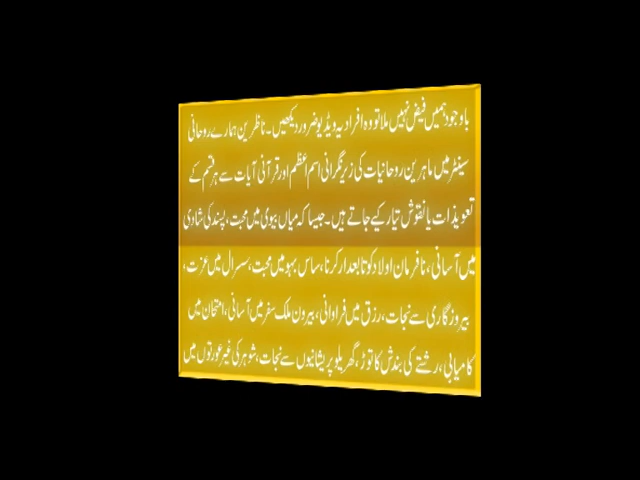 باوجود ہمیں فیض نہیں ملا تو وہ افراد یہ ویڈیو ضرور دیکھیں۔ ناظرین ہمارے روحانی
سینٹر میں ماہرین روحانیات کی زیر نگرانی اسم اعظم اور قرآنی آیات سے ہر قسم کے
تعویذات یا نقوش تیار کیے جاتے ہیں۔ جیسا کہ میاں بیوی میں محبت، پسند کی شادی
میں آسانی، نافرمان اولاد کو تابعدار کرنا، ساس بہو میں محبت، سسرال میں عزت،
بیروزگاری سے نجات، رزق میں فراوانی، بیرون ملک سفر میں آسانی، امتحان میں
کامیابی، رشتے کی بندش کا توڑ، گھریلو پریشانیوں سے نجات، شوہر کی غیر عورتوں میں